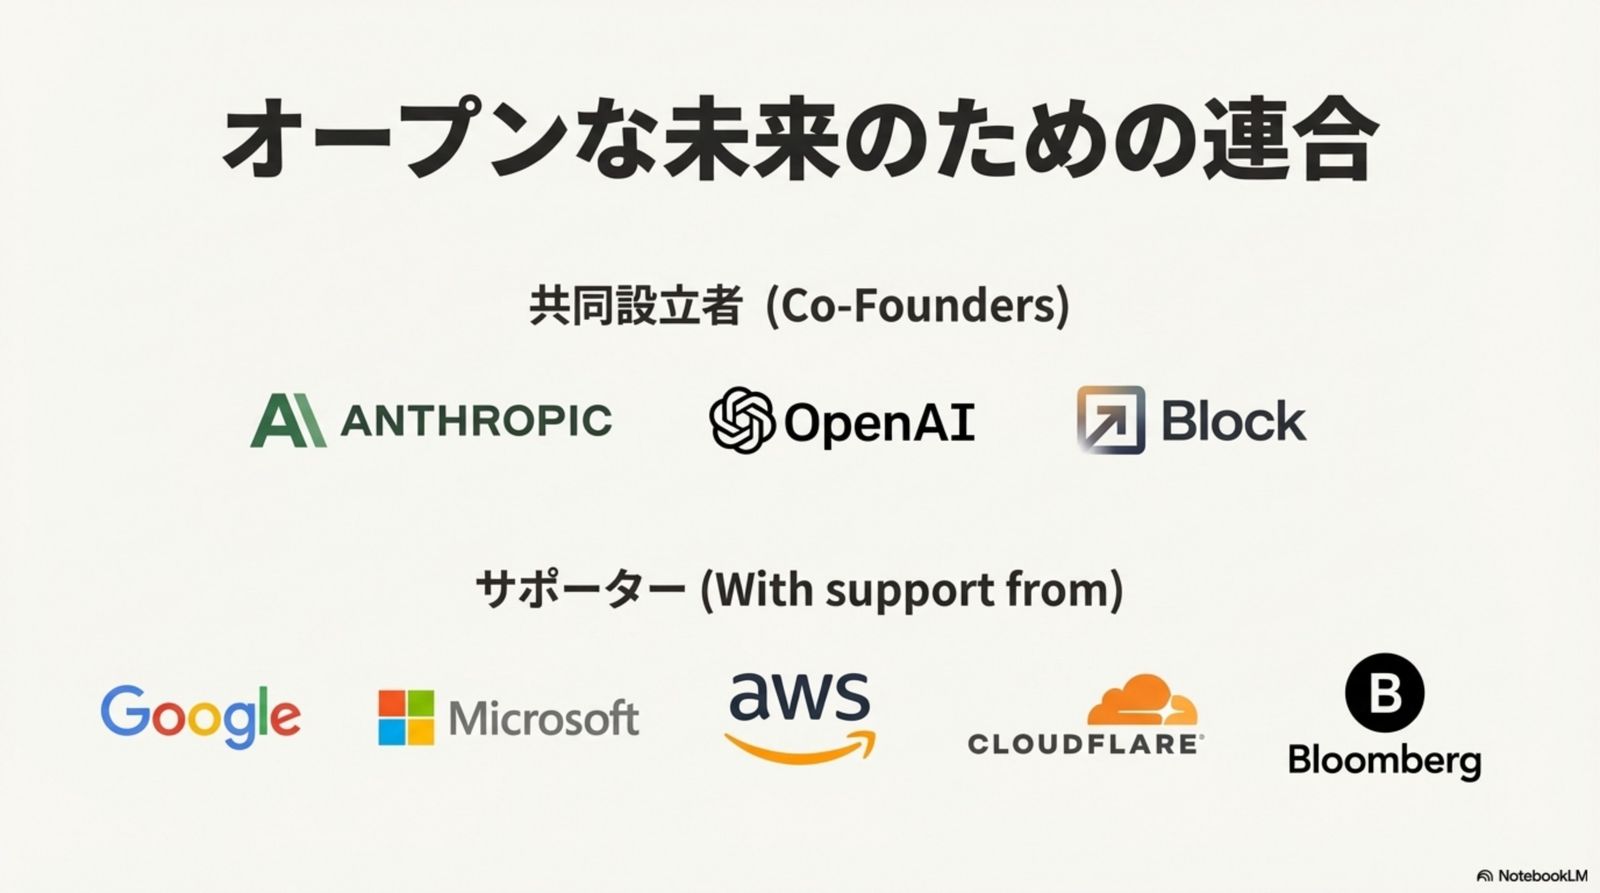 オープンな未来のための連合
共同設立者 (Co-Founders)
ANTHROPIC OpenAI Block
サポーター (With support from)
Google Microsoft aws CLOUDFLARE B Bloomberg
NotebookLM